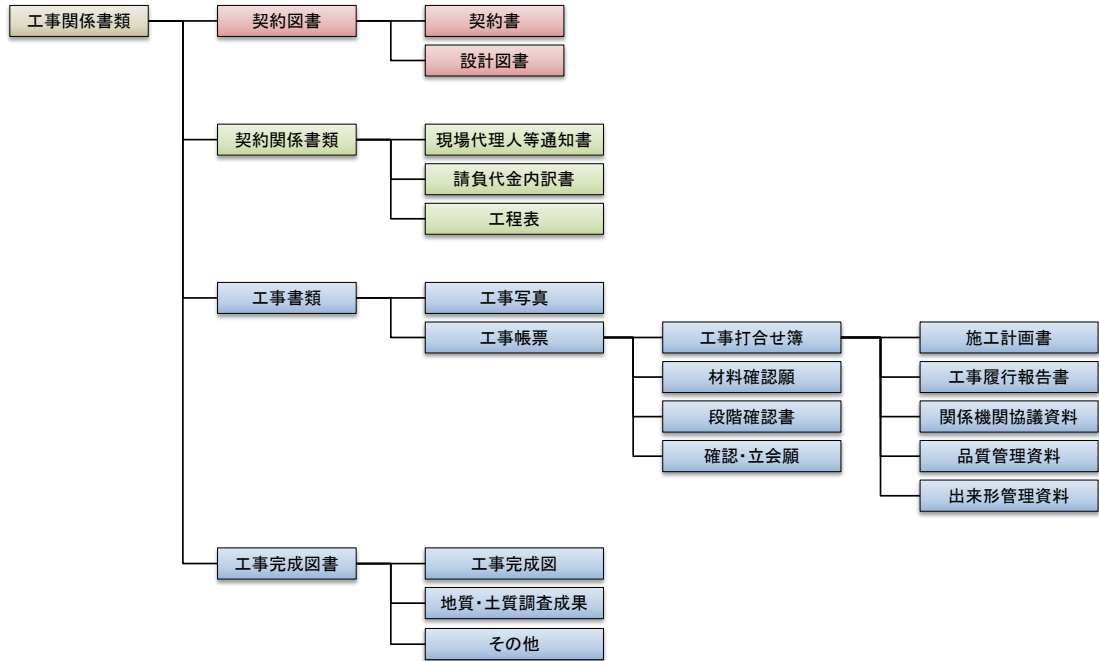 工事関係書類
契約図書
契約書
設計図書
契約関係書類
現場代理人等通知書
請負代金内訳書
工程表
工事書類
工事写真
工事帳票
工事打合せ簿
施工計画書
材料確認願
工事履行報告書
段階確認書
関係機関協議資料
確認・立会願
品質管理資料
出来形管理資料
工事完成図書
工事完成図
地質・土質調査成果
その他